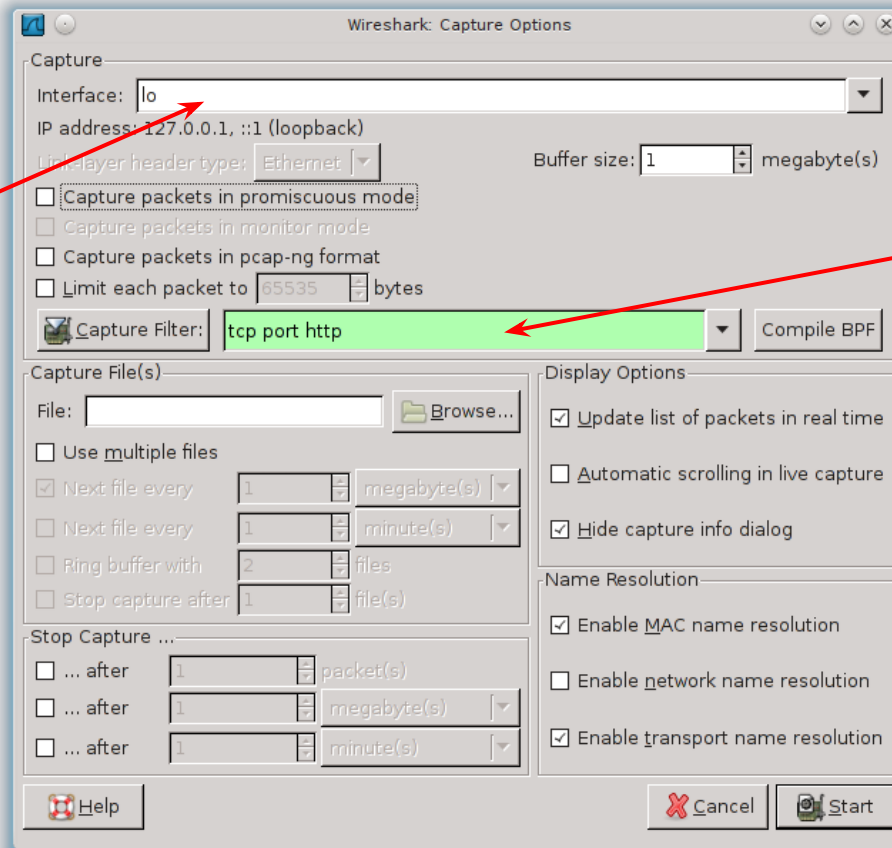 Wireshark: Capture Options
Capture
Interface: lo
IP address: 127.0.0.1, ::1 (loopback)
Link-layer header type: Ethernet
Buffer size: 1 megabyte(s)
Capture packets in promiscuous mode
Capture packets in monitor mode
Capture packets in pcap-ng format
Limit each packet to 65535 bytes
Capture Filter: tcp port http Compile BPF
Capture File(s)
File: Browse...
Use multiple files
Next file every 1 megabyte(s)
Next file every 1 minute(s)
Ring buffer with 2 files
Stop capture after 1 file(s)
Stop Capture ...
... after 1 packet(s)
... after 1 megabyte(s)
... after 1 minute(s)
Display Options
Update list of packets in real time
Automatic scrolling in live capture
Hide capture info dialog
Name Resolution
Enable MAC name resolution
Enable network name resolution
Enable transport name resolution
Help Cancel Start